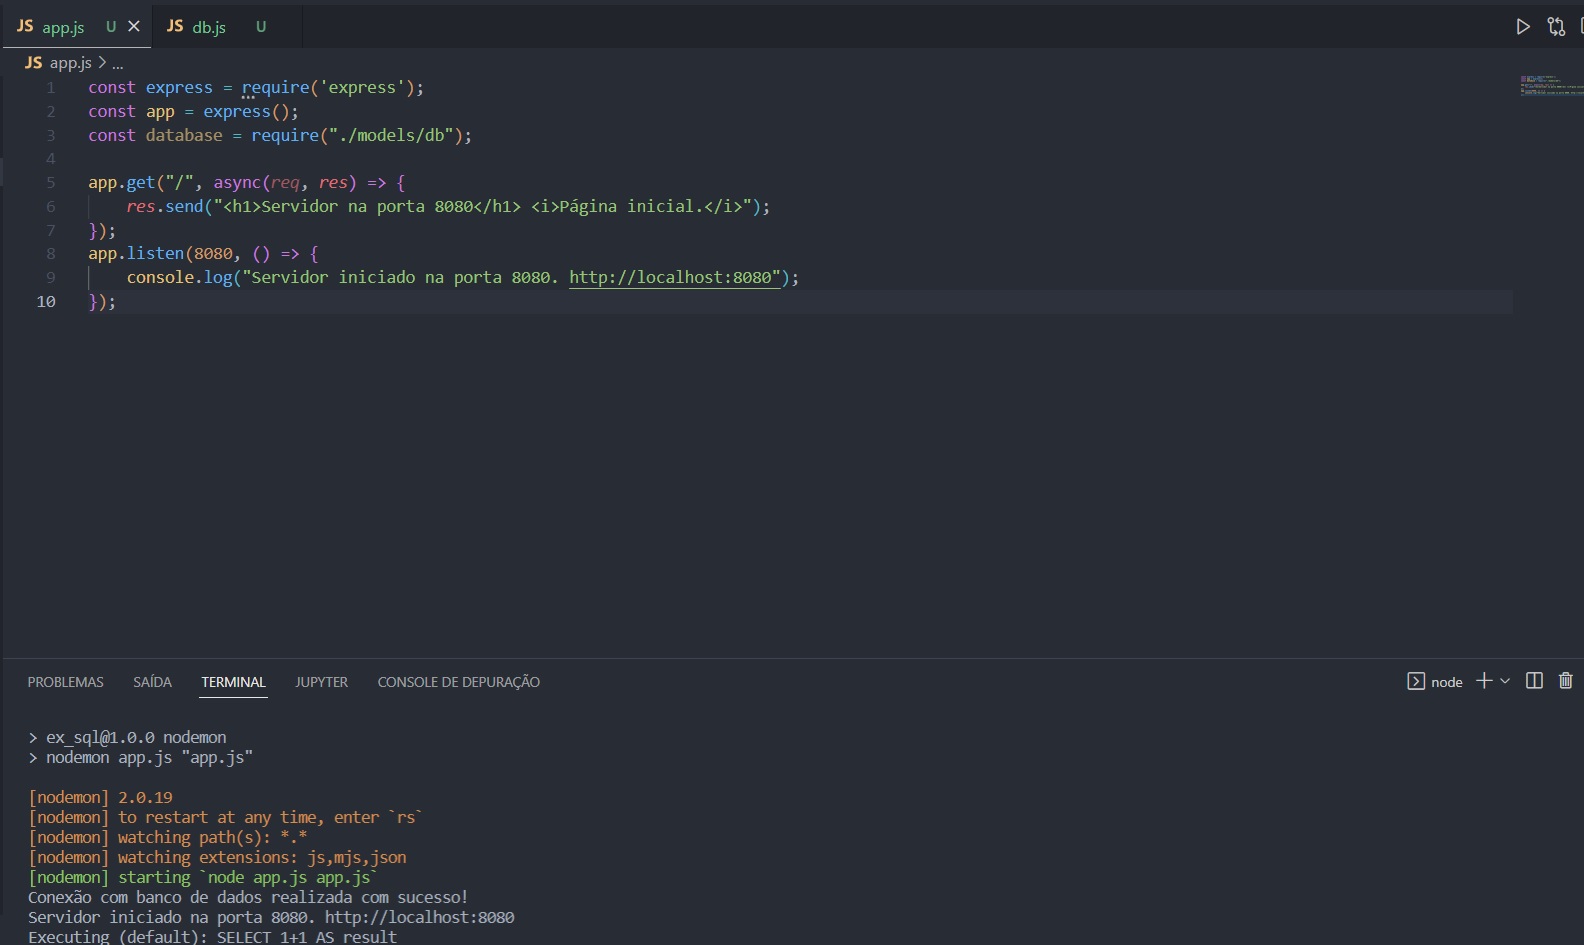 JS app.js U
JS db.js U
JS app.js > ...
1 const express = require('express');
2 const app = express();
3 const database = require("./models/db");
4
5 app.get("/", async(req, res) => {
6 res.send("<h1>Servidor na porta 8080</h1> <i>Página inicial.</i>");
7 });
8 app.listen(8080, () => {
9 console.log("Servidor iniciado na porta 8080. http://localhost:8080");
10 });
PROBLEMAS SAÍDA TERMINAL JUPYTER CONSOLE DE DEPURAÇÃO node
> ex_sql@1.0.0 nodemon
> nodemon app.js "app.js"
[nodemon] 2.0.19
[nodemon] to restart at any time, enter `rs`
[nodemon] watching path(s): *.*
[nodemon] watching extensions: js,mjs,json
[nodemon] starting `node app.js app.js`
Conexão com banco de dados realizada com sucesso!
Servidor iniciado na porta 8080. http://localhost:8080
Executing (default): SELECT 1+1 AS result